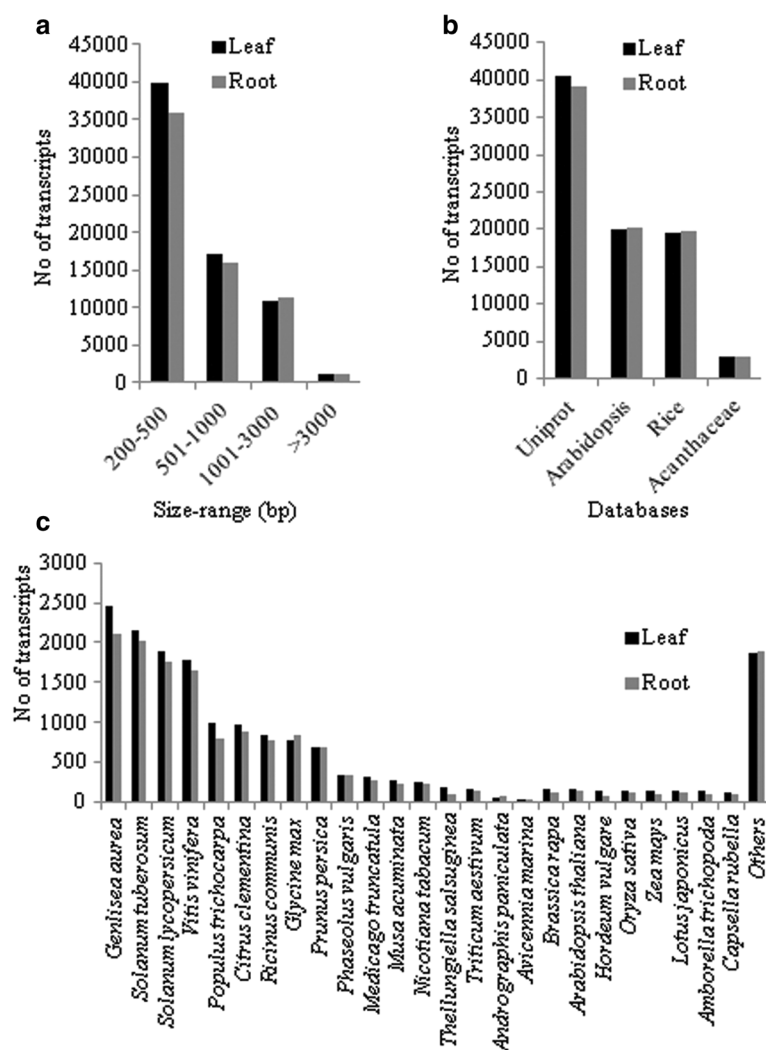 a
No of transcripts
45000
40000
35000
30000
25000
20000
15000
10000
5000
0
Leaf
Root
200-500
501-1000
1001-3000
>3000
Size-range (bp)
b
No of transcripts
45000
40000
35000
30000
25000
20000
15000
10000
5000
0
Leaf
Root
Uniprot
Arabidopsis
Rice
Acanthaceae
Databases
c
No of transcripts
3000
2500
2000
1500
1000
500
0
Leaf
Root
Genlisea aurea
Solanum tuberosum
Solanum lycopersicum
Vitis vinifera
Populus trichocarpa
Citrus clementina
Ricinus communis
Glycine max
Prunus persica
Phaseolus vulgaris
Medicago truncatula
Musa acuminata
Nicotiana tabacum
Thellungiella salsuginea
Triticum aestivum
Andrographis paniculata
Avicennia marina
Brassica rapa
Arabidopsis thaliana
Hordeum vulgare
Oryza sativa
Zea mays
Lotus japonicus
Amborella trichopoda
Capsella rubella
Others